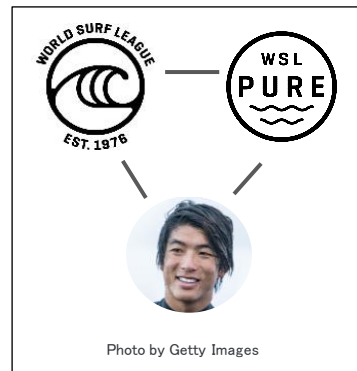 WORLD SURF LEAGUE
EST. 1976
WSL
PURE
Photo by Getty Images